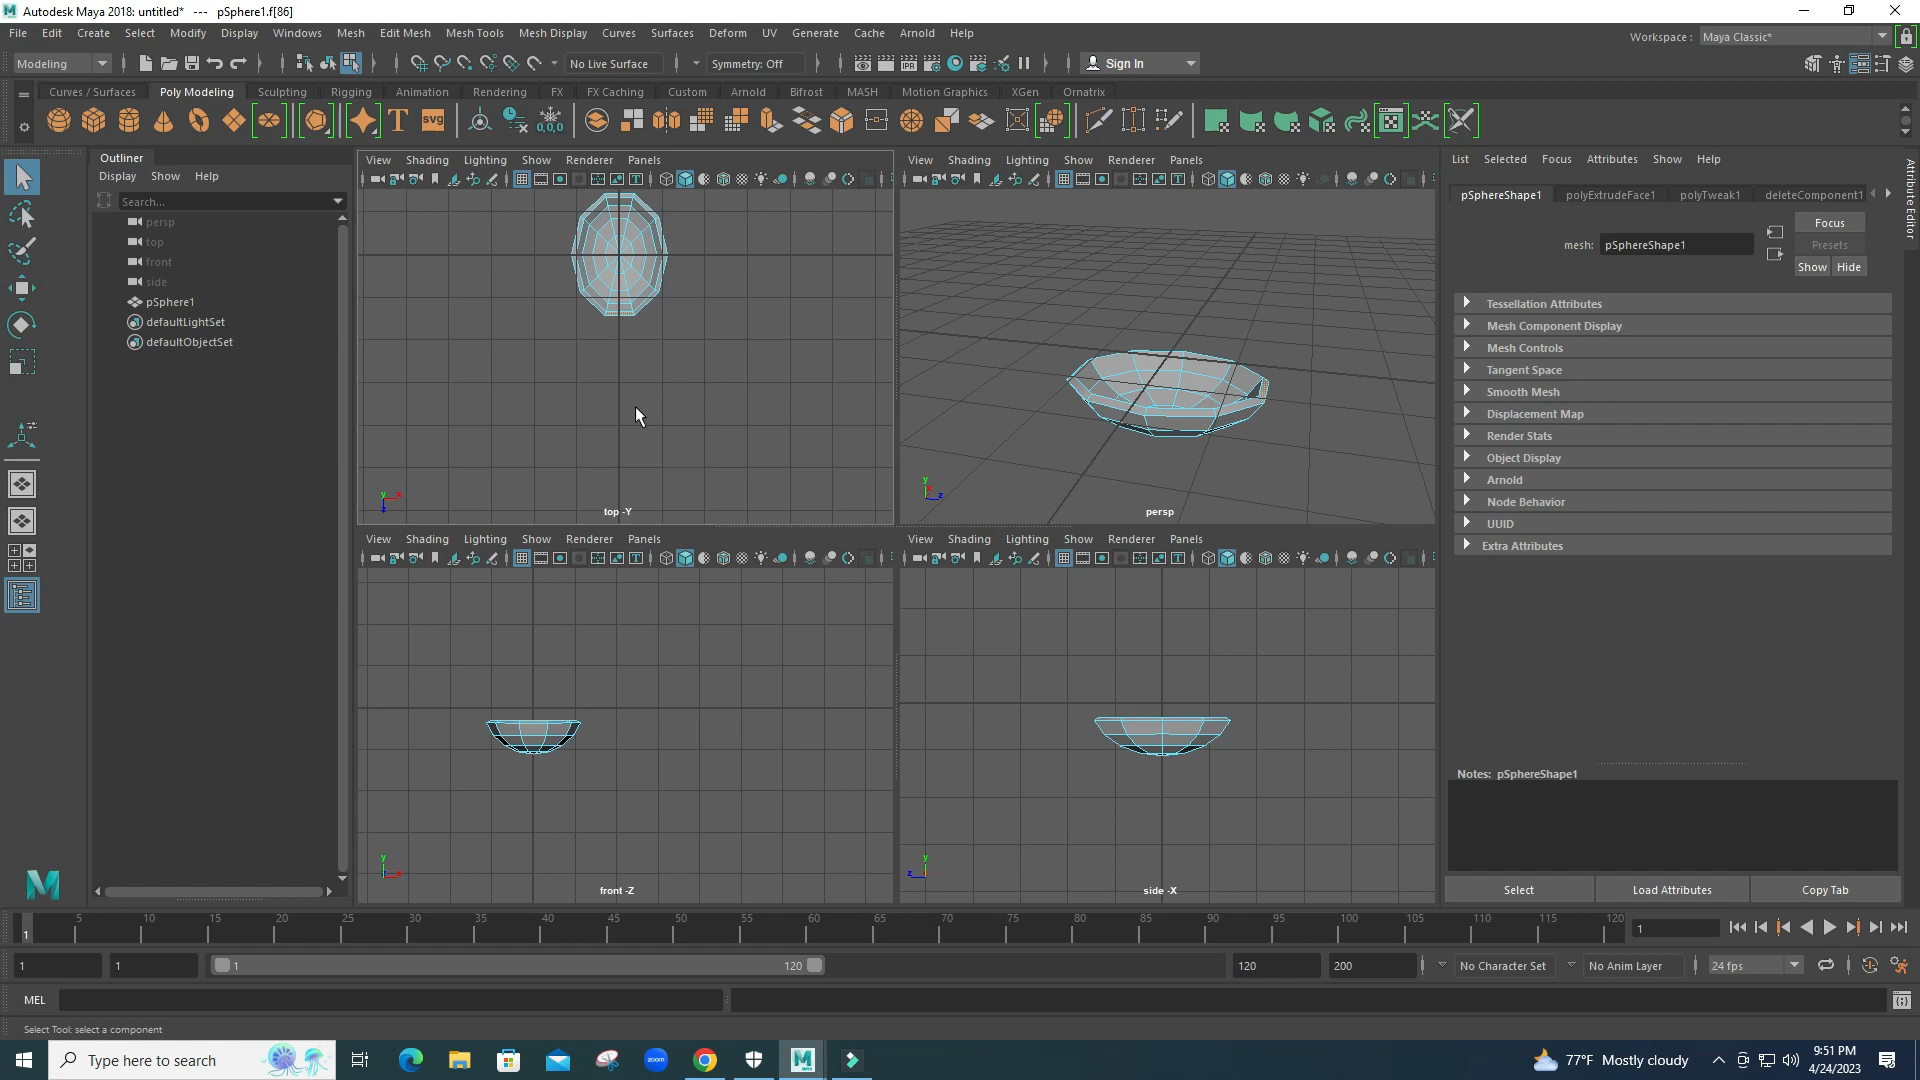 Autodesk Maya 2018: untitled* --- pSphere1.f[86]
File Edit Create Select Modify Display Windows Mesh Edit Mesh Mesh Tools Mesh Display Curves Surfaces Deform UV Generate Cache Arnold Help
Workspace : Maya Classic*
Modeling No Live Surface Symmetry: Off Sign In
Curves / Surfaces Poly Modeling Sculpting Rigging Animation Rendering FX FX Caching Custom Arnold Bifrost MASH Motion Graphics XGen Ornatrix
T SVG 0,0,0
Outliner
Display Show Help
Search...
persp
top
front
side
pSphere1
defaultLightSet
defaultObjectSet
View Shading Lighting Show Renderer Panels
top -Y
View Shading Lighting Show Renderer Panels
persp
View Shading Lighting Show Renderer Panels
front -Z
View Shading Lighting Show Renderer Panels
side -X
List Selected Focus Attributes Show Help
Attribute Editor
pSphereShape1 polyExtrudeFace1 polyTweak1 deleteComponent1
mesh: pSphereShape1
Focus
Presets
Show Hide
Tessellation Attributes
Mesh Component Display
Mesh Controls
Tangent Space
Smooth Mesh
Displacement Map
Render Stats
Object Display
Arnold
Node Behavior
UUID
Extra Attributes
Notes: pSphereShape1
Select Load Attributes Copy Tab
5 10 15 20 25 30 35 40 45 50 55 60 65 70 75 80 85 90 95 100 105 110 115 120
1 1
1 1 1 120 120 200 No Character Set No Anim Layer 24 fps
MEL
Select Tool: select a component
Type here to search
zoom
77°F Mostly cloudy
9:51 PM
4/24/2023